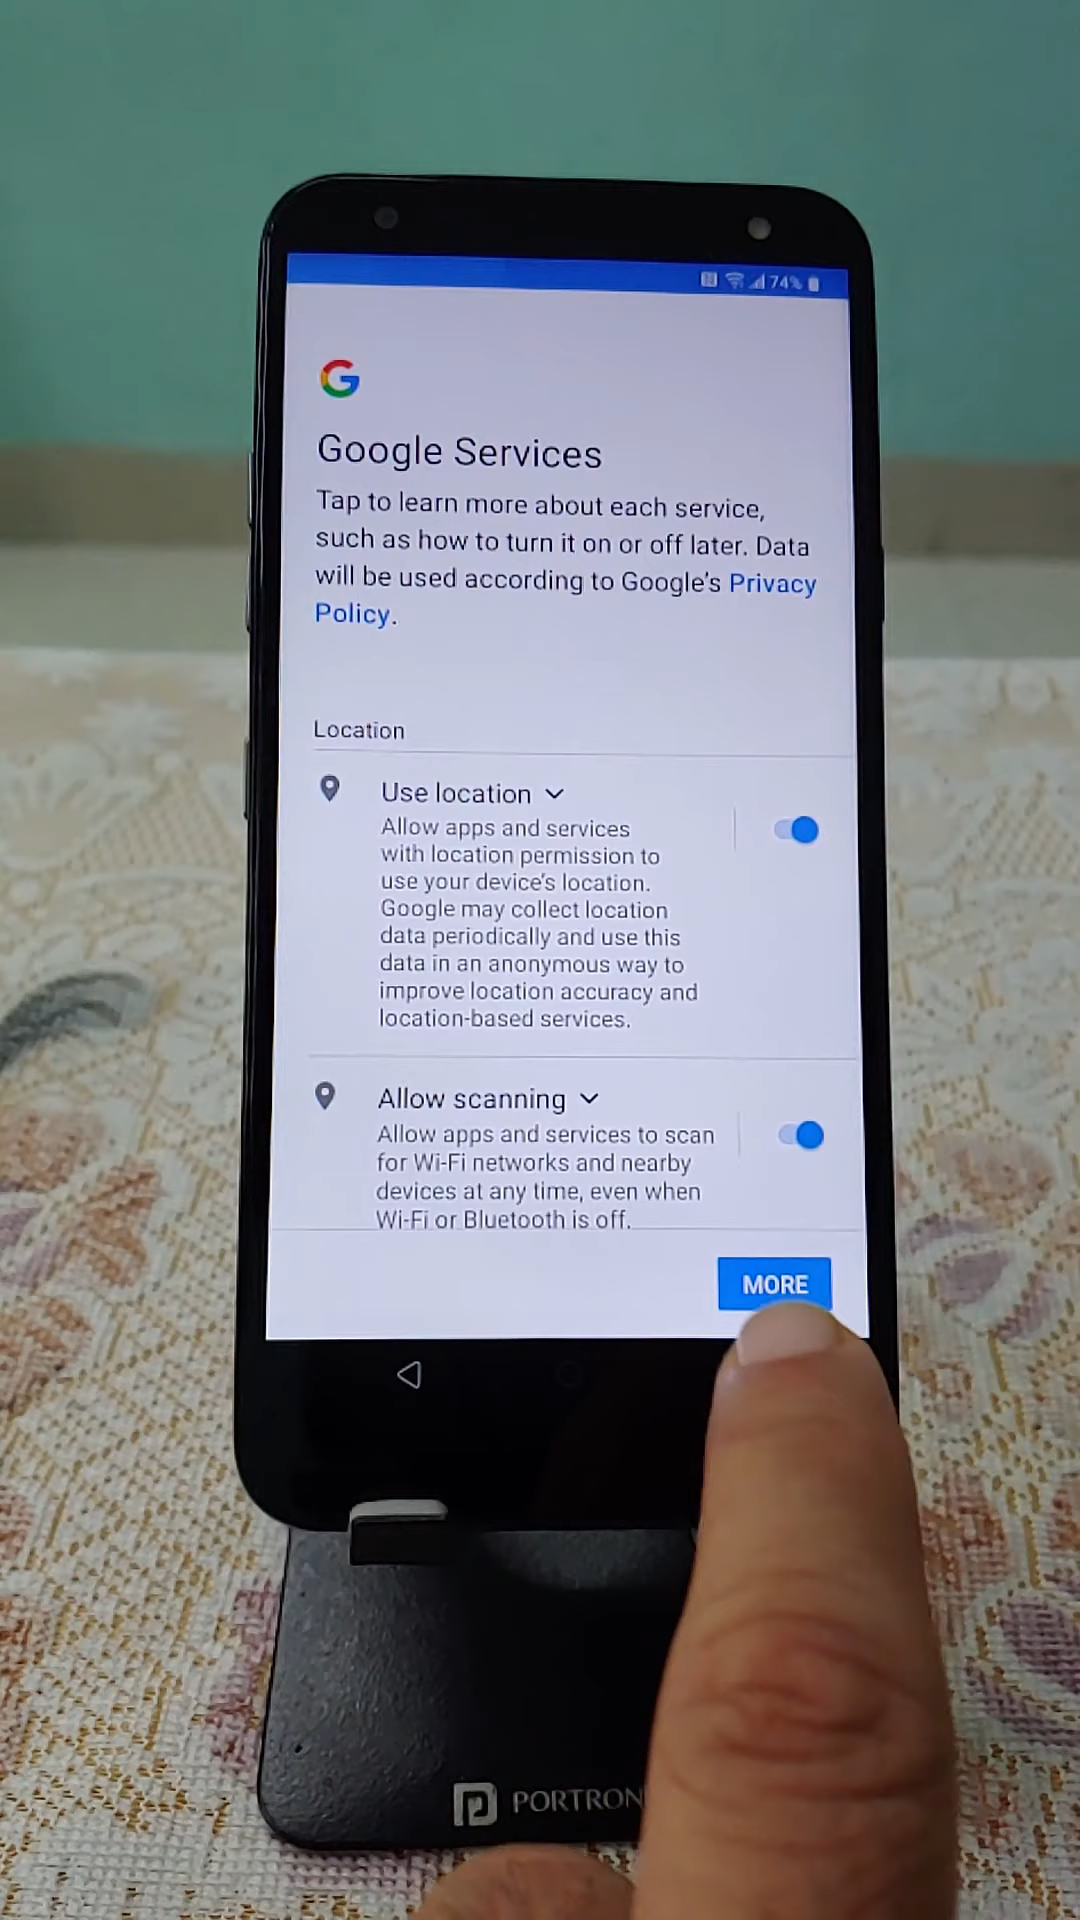 74%
Google Services
Tap to learn more about each service,
such as how to turn it on or off later. Data
will be used according to Google's Privacy
Policy.
Location
Use location
Allow apps and services
with location permission to
use your device's location.
Google may collect location
data periodically and use this
data in an anonymous way to
improve location accuracy and
location-based services.
Allow scanning
Allow apps and services to scan
for Wi-Fi networks and nearby
devices at any time, even when
Wi-Fi or Bluetooth is off.
MORE
PORTRON